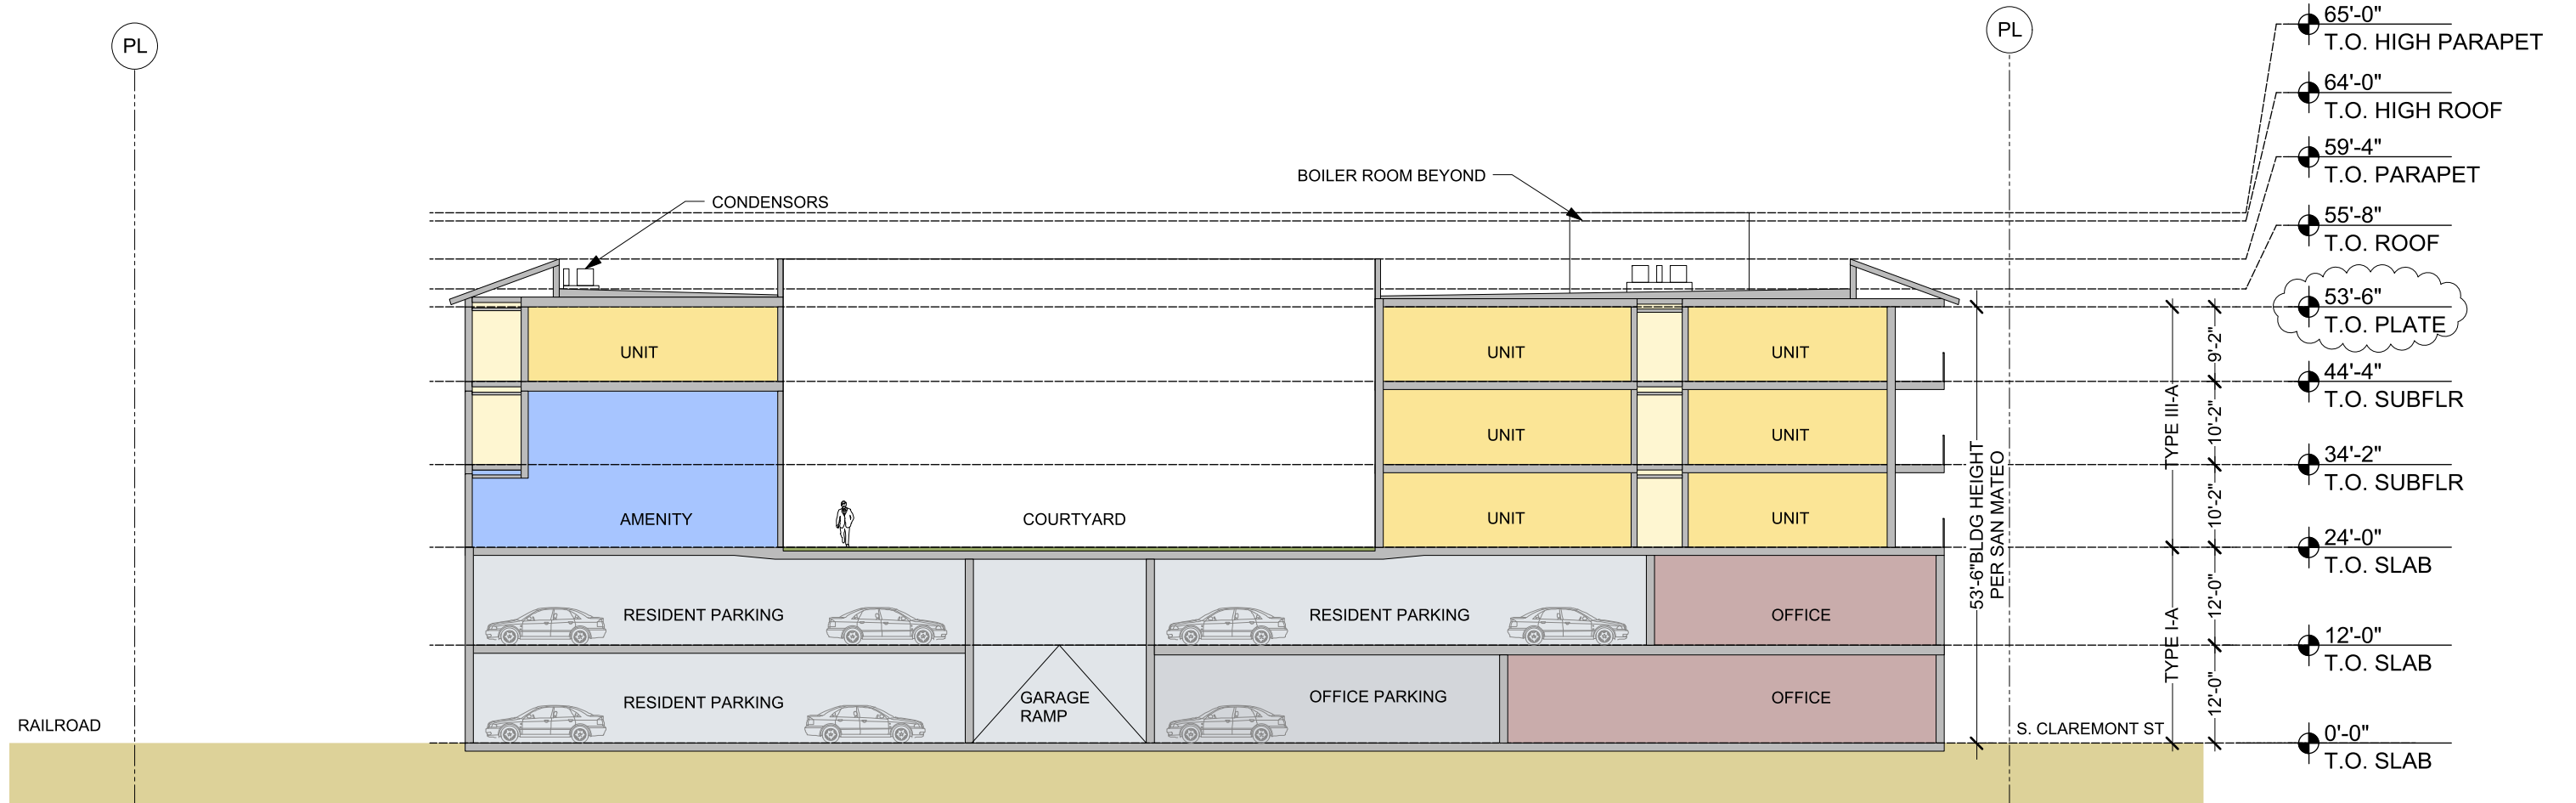 PL
PL
65'-0"
T.O. HIGH PARAPET
64'-0"
T.O. HIGH ROOF
BOILER ROOM BEYOND
59'-4"
T.O. PARAPET
CONDENSORS
55'-8"
T.O. ROOF
53'-6"
T.O. PLATE
UNIT
UNIT
UNIT
9'-2"
44'-4"
T.O. SUBFLR
UNIT
UNIT
TYPE III-A
10'-2"
34'-2"
T.O. SUBFLR
AMENITY
COURTYARD
UNIT
UNIT
53'-6"BLDG HEIGHT
PER SAN MATEO
10'-2"
24'-0"
T.O. SLAB
RESIDENT PARKING
RESIDENT PARKING
OFFICE
12'-0"
12'-0"
T.O. SLAB
TYPE I-A
RESIDENT PARKING
GARAGE
RAMP
OFFICE PARKING
OFFICE
12'-0"
RAILROAD
S. CLAREMONT ST
0'-0"
T.O. SLAB